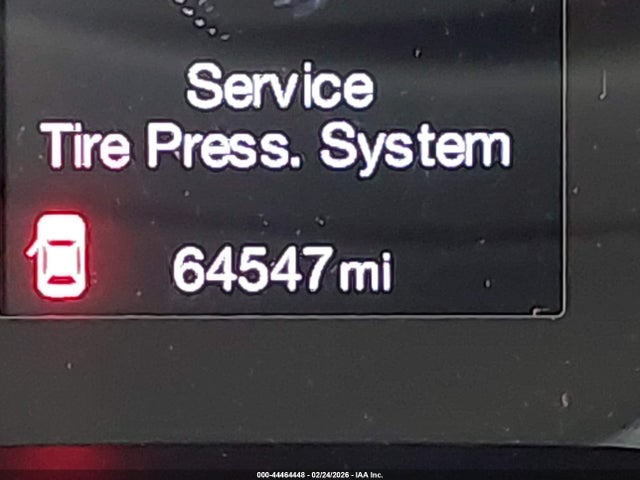 Service
Tire Press. System
64547 mi
000-44464448 - 02/24/2026 - IAA Inc.